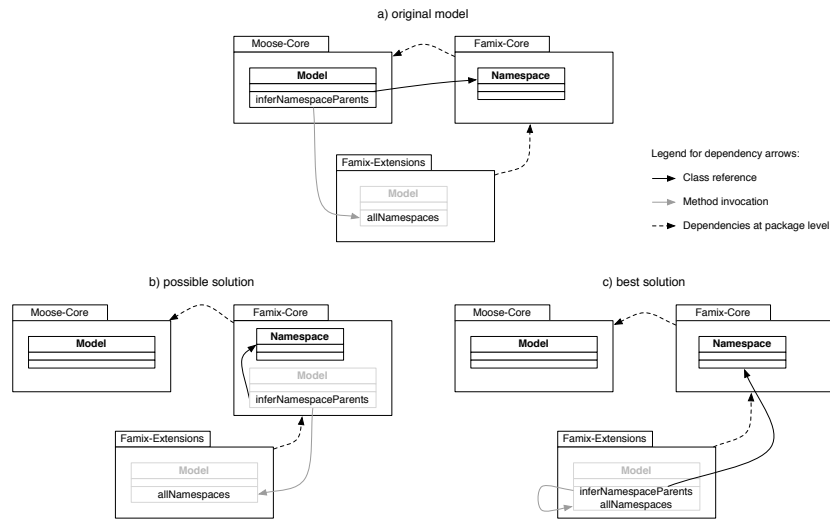 a) original model
Moose-Core
Famix-Core
Model
Namespace
inferNamespaceParents
Famix-Extensions
Model
allNamespaces
Legend for dependency arrows:
Class reference
Method invocation
Dependencies at package level
b) possible solution
Moose-Core
Famix-Core
Model
Namespace
Model
inferNamespaceParents
Famix-Extensions
Model
allNamespaces
c) best solution
Moose-Core
Famix-Core
Model
Namespace
Famix-Extensions
Model
inferNamespaceParents
allNamespaces